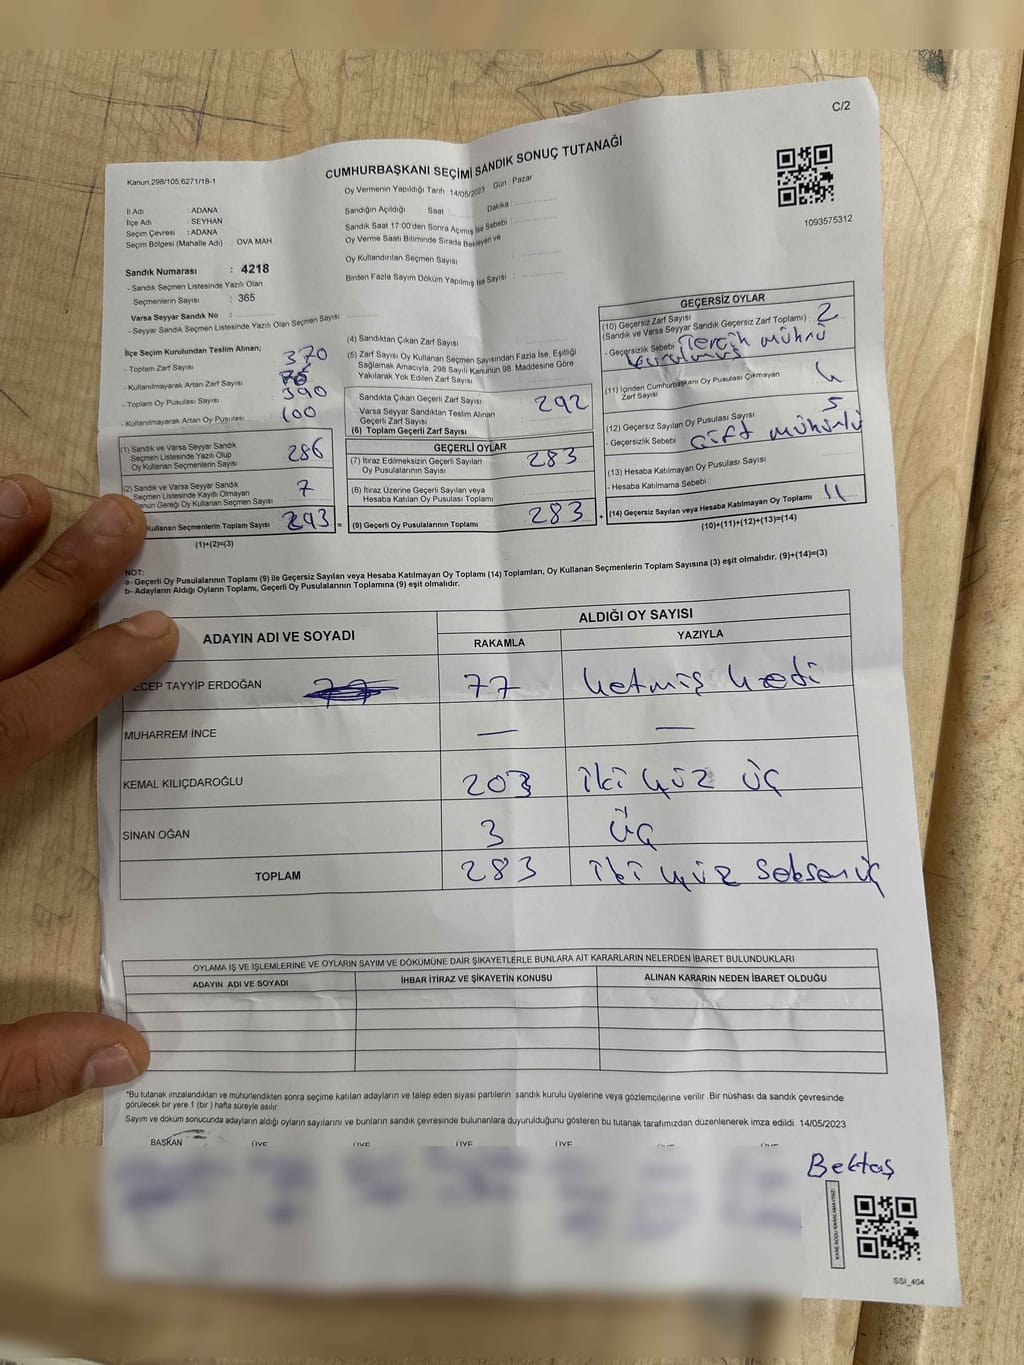 C/2
CUMHURBAŞKANI SEÇİMİ SANDIK SONUÇ TUTANAĞI
Kanun,298/105,6271/18-1
Oy Vermenin Yapıldığı Tarih :14/05/2023 Gün : Pazar
1093575312
İl Adı : ADANA
İlçe Adı : SEYHAN
Seçim Çevresi : ADANA
Seçim Bölgesi (Mahalle Adı) : OVA MAH.
Sandığın Açıldığı Saat : Dakika :
Sandık Saat 17:00'den Sonra Açılmış İse Sebebi :
Oy Verme Saati Bitiminde Sırada Bekleyen ve
Oy Kullandırılan Seçmen Sayısı
Birden Fazla Sayım Döküm Yapılmış İse Sayısı :
Sandık Numarası : 4218
- Sandık Seçmen Listesinde Yazılı Olan
Seçmenlerin Sayısı : 365
Varsa Seyyar Sandık No :
- Seyyar Sandık Seçmen Listesinde Yazılı Olan Seçmen Sayısı
İlçe Seçim Kurulundan Teslim Alınan;
- Toplam Zarf Sayısı 370
- Kullanılmayarak Artan Zarf Sayısı
- Toplam Oy Pusulası Sayısı 390
- Kullanılmayarak Artan Oy Pusulası 100
(1) Sandık ve Varsa Seyyar Sandık
Seçmen Listesinde Yazılı Olup
Oy Kullanan Seçmenlerin Sayısı 286
(2) Sandık ve Varsa Seyyar Sandık
Seçmen Listesinde Kayıtlı Olmayan
Kanun Gereği Oy Kullanan Seçmen Sayısı 7
Kullanan Seçmenlerin Toplam Sayısı 293 =
(1)+(2)=(3)
(4) Sandıktan Çıkan Zarf Sayısı
(5) Zarf Sayısı Oy Kullanan Seçmen Sayısından Fazla İse, Eşitliği
Sağlamak Amacıyla, 298 Sayılı Kanunun 98. Maddesine Göre
Yakılarak Yok Edilen Zarf Sayısı
Sandıkta Çıkan Geçerli Zarf Sayısı 292
Varsa Seyyar Sandıktan Teslim Alınan
Geçerli Zarf Sayısı
(6) Toplam Geçerli Zarf Sayısı
GEÇERLİ OYLAR
(7) İtiraz Edilmeksizin Geçerli Sayılan
Oy Pusulalarının Sayısı 283
(8) İtiraz Üzerine Geçerli Sayılan veya
Hesaba Katılan Oy Pusulası Toplamı
(9) Geçerli Oy Pusulalarının Toplamı 283 +
GEÇERSİZ OYLAR
(10) Geçersiz Zarf Sayısı
(Sandık ve Varsa Seyyar Sandık Geçersiz Zarf Toplamı) : 2
- Geçersizlik Sebebi Tercih mührü
vurulmuş
(11) İçinden Cumhurbaşkanı Oy Pusulası Çıkmayan
Zarf Sayısı 4
(12) Geçersiz Sayılan Oy Pusulası Sayısı 5
- Geçersizlik Sebebi Çift mühürlü
(13) Hesaba Katılmayan Oy Pusulası Sayısı
- Hesaba Katılmama Sebebi :
(14) Geçersiz Sayılan veya Hesaba Katılmayan Oy Toplamı 11
(10)+(11)+(12)+(13)=(14)
NOT:
a- Geçerli Oy Pusulalarının Toplamı (9) ile Geçersiz Sayılan veya Hesaba Katılmayan Oy Toplamı (14) Toplamları, Oy Kullanan Seçmenlerin Toplam Sayısına (3) eşit olmalıdır. (9)+(14)=(3)
b- Adayların Aldığı Oyların Toplamı, Geçerli Oy Pusulalarının Toplamına (9) eşit olmalıdır.
ADAYIN ADI VE SOYADI
ALDIĞI OY SAYISI
RAKAMLA YAZIYLA
RECEP TAYYİP ERDOĞAN 77 yetmiş yedi
MUHARREM İNCE — —
KEMAL KILIÇDAROĞLU 203 iki yüz üç
SİNAN OĞAN 3 üç
TOPLAM 283 iki yüz seksen üç
OYLAMA İŞ VE İŞLEMLERİNE VE OYLARIN SAYIM VE DÖKÜMÜNE DAİR ŞİKAYETLERLE BUNLARA AİT KARARLARIN NELERDEN İBARET BULUNDUKLARI
ADAYIN ADI VE SOYADI İHBAR İTİRAZ VE ŞİKAYETİN KONUSU ALINAN KARARIN NEDEN İBARET OLDUĞU
*Bu tutanak imzalandıktan ve mühürlendikten sonra seçime katılan adayların ve talep eden siyasi partilerin sandık kurulu üyelerine veya gözlemcilerine verilir. Bir nüshası da sandık çevresinde
görülecek bir yere 1 (bir) hafta süreyle asılır.
Sayım ve döküm sonucunda adayların aldığı oyların sayılarını ve bunların sandık çevresinde bulunanlara duyurulduğunu gösteren bu tutanak tarafımızdan düzenlenerek imza edildi. 14/05/2023
BAŞKAN ÜYE ÜYE ÜYE ÜYE ÜYE ÜYE
Bektaş
KARE KODU KARALAMAYINIZ!
SSI_404